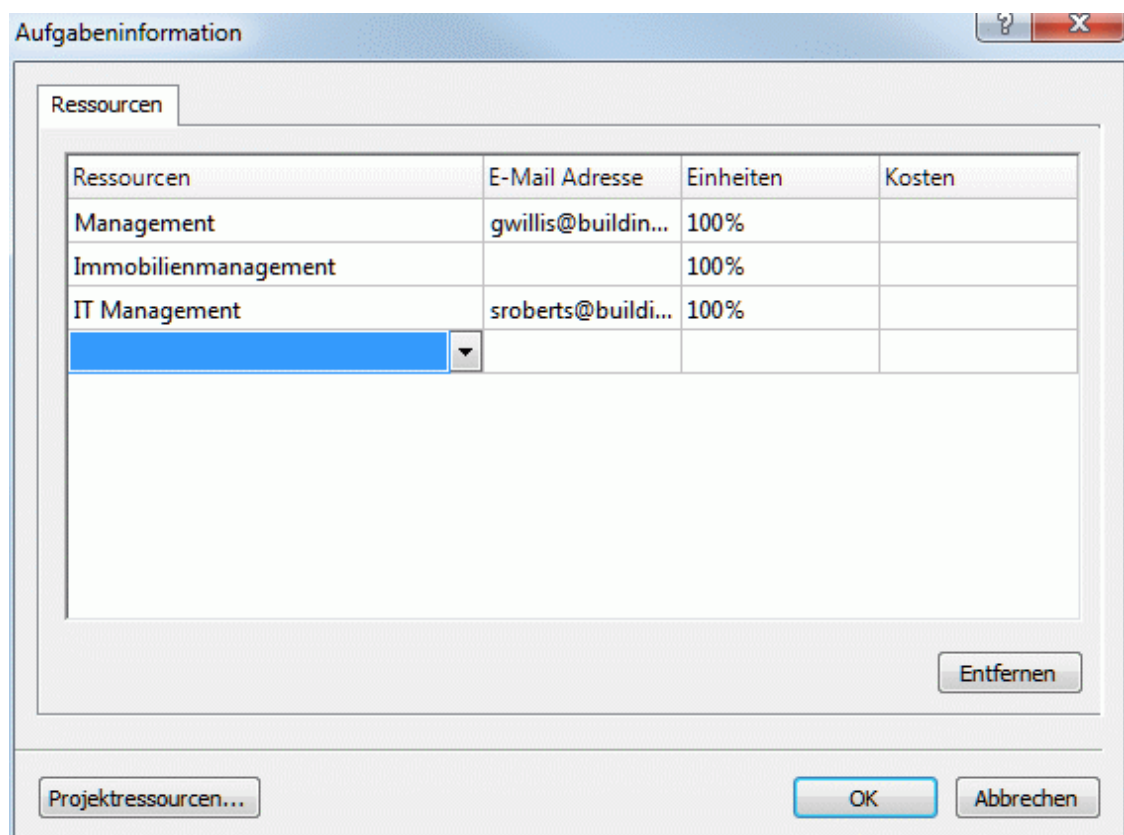 Aufgabeninformation
Ressourcen
Ressourcen E-Mail Adresse Einheiten Kosten
Management gwillis@buildin... 100%
Immobilienmanagement 100%
IT Management sroberts@buildi... 100%
Entfernen
Projektressourcen... OK Abbrechen